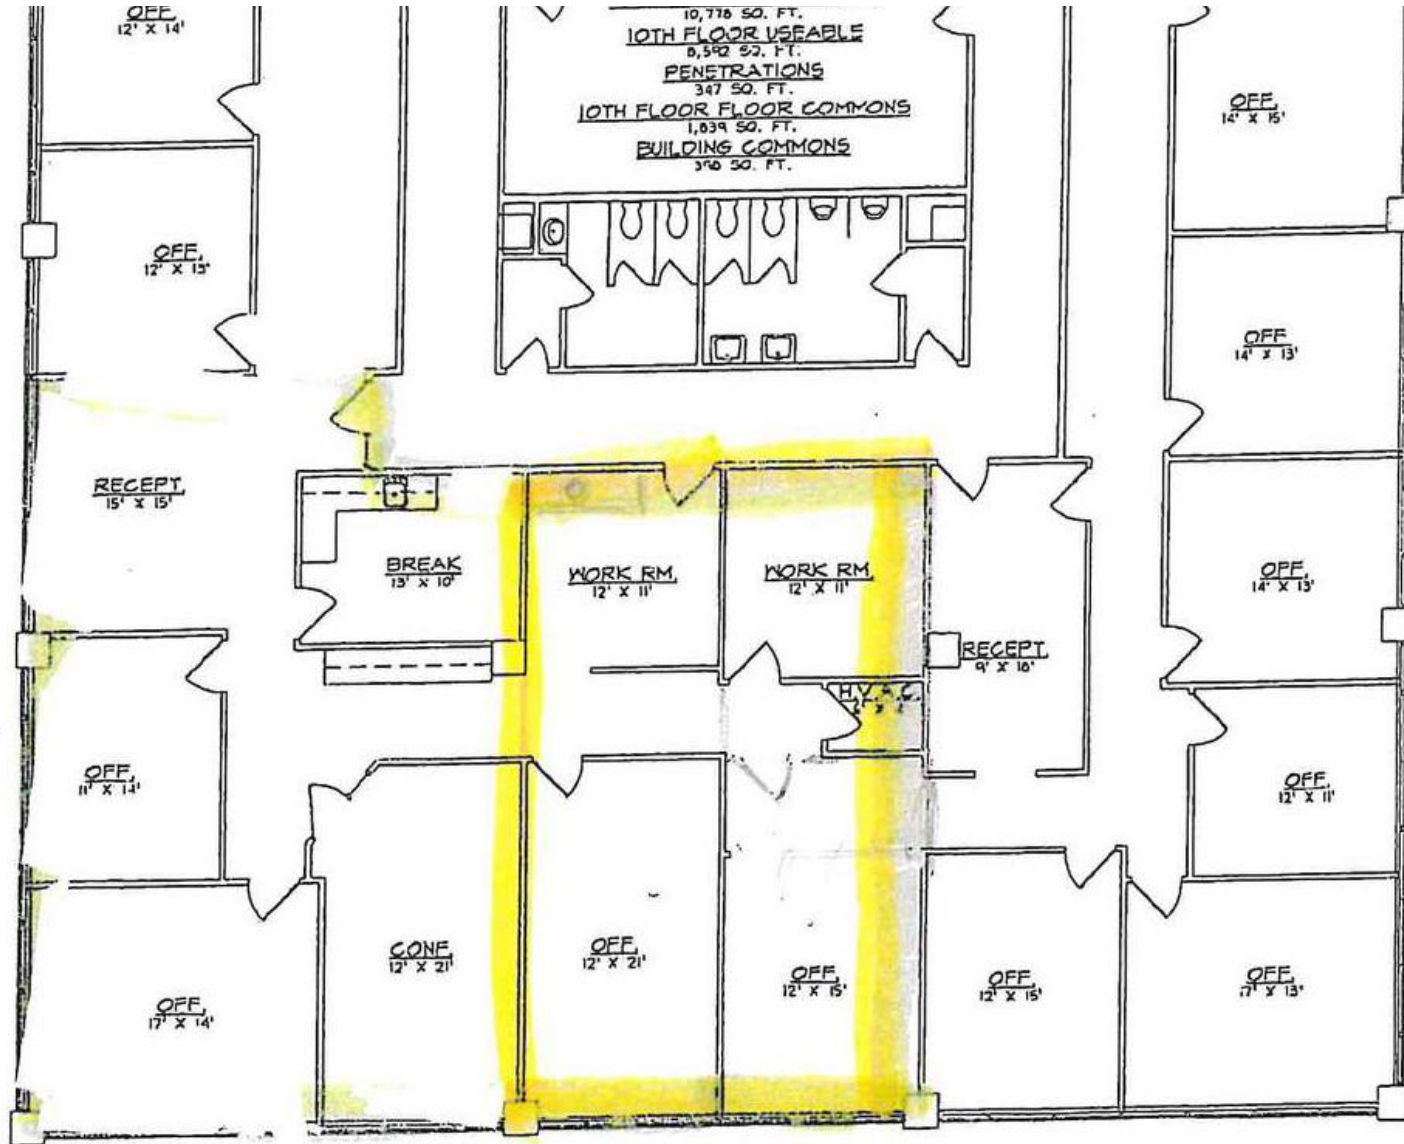 OFF.
12' X 14'
10,778 SQ. FT.
10TH FLOOR USEABLE
8,592 SQ. FT.
PENETRATIONS
347 SQ. FT.
10TH FLOOR FLOOR COMMONS
1,839 SQ. FT.
BUILDING COMMONS
SQ. FT.
OFF.
14' X 15'
OFF.
12' X 13'
OFF.
14' X 13'
RECEPT.
15' X 15'
BREAK
13' X 10'
WORK RM.
12' X 11'
WORK RM.
12' X 11'
OFF.
14' X 13'
RECEPT.
9' X 18'
H.V.A.C.
OFF.
11' X 14'
OFF.
12' X 11'
CONF.
12' X 21'
OFF.
12' X 21'
OFF.
12' X 15'
OFF.
12' X 15'
OFF.
17' X 13'
OFF.
17' X 14'